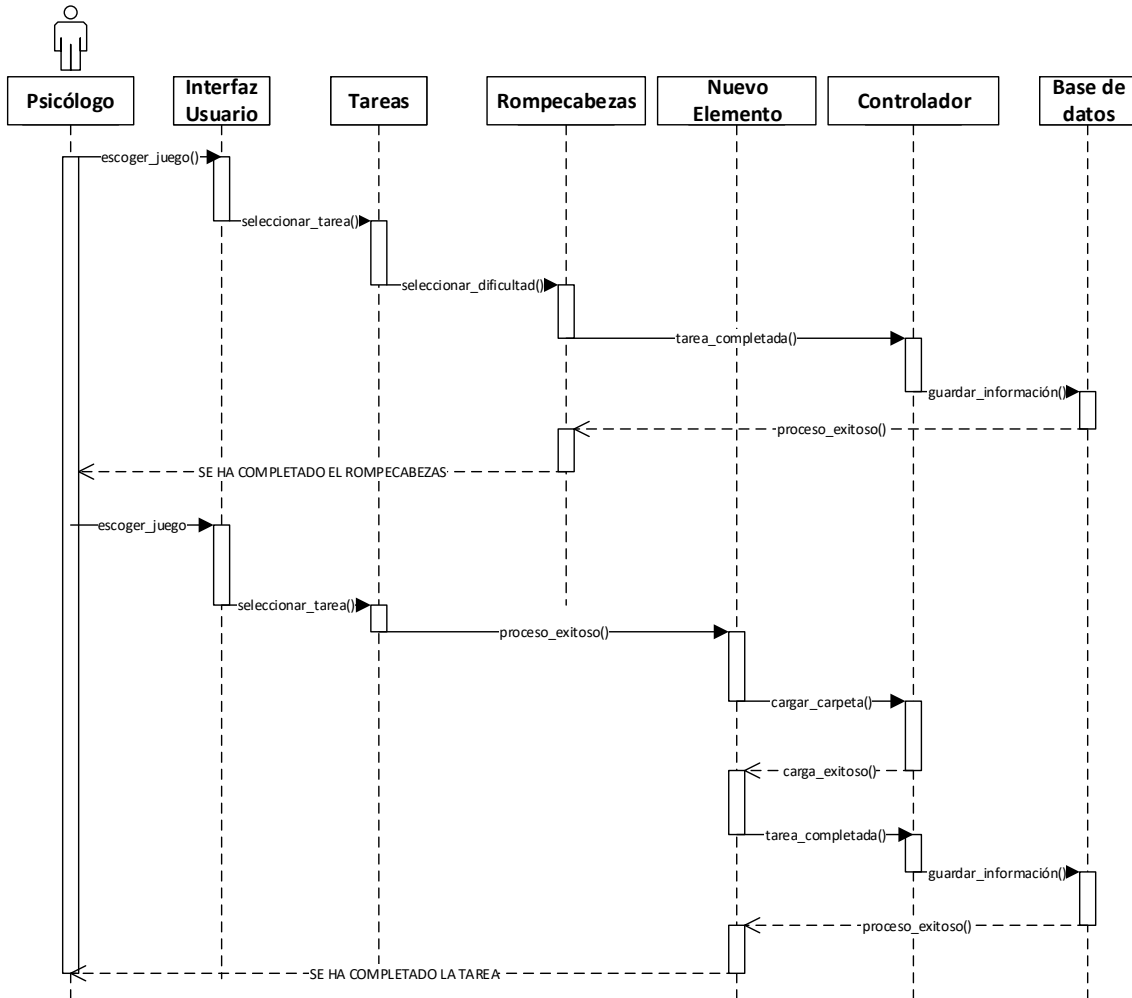 Psicólogo
Interfaz
Usuario
Tareas
Rompecabezas
Nuevo
Elemento
Controlador
Base de
datos
escoger_juego()
seleccionar_tarea()
seleccionar_dificultad()
tarea_completada()
guardar_información()
proceso_exitoso()
SE HA COMPLETADO EL ROMPECABEZAS
escoger_juego
seleccionar_tarea()
proceso_exitoso()
cargar_carpeta()
carga_exitoso()
tarea_completada()
guardar_información()
proceso_exitoso()
SE HA COMPLETADO LA TAREA